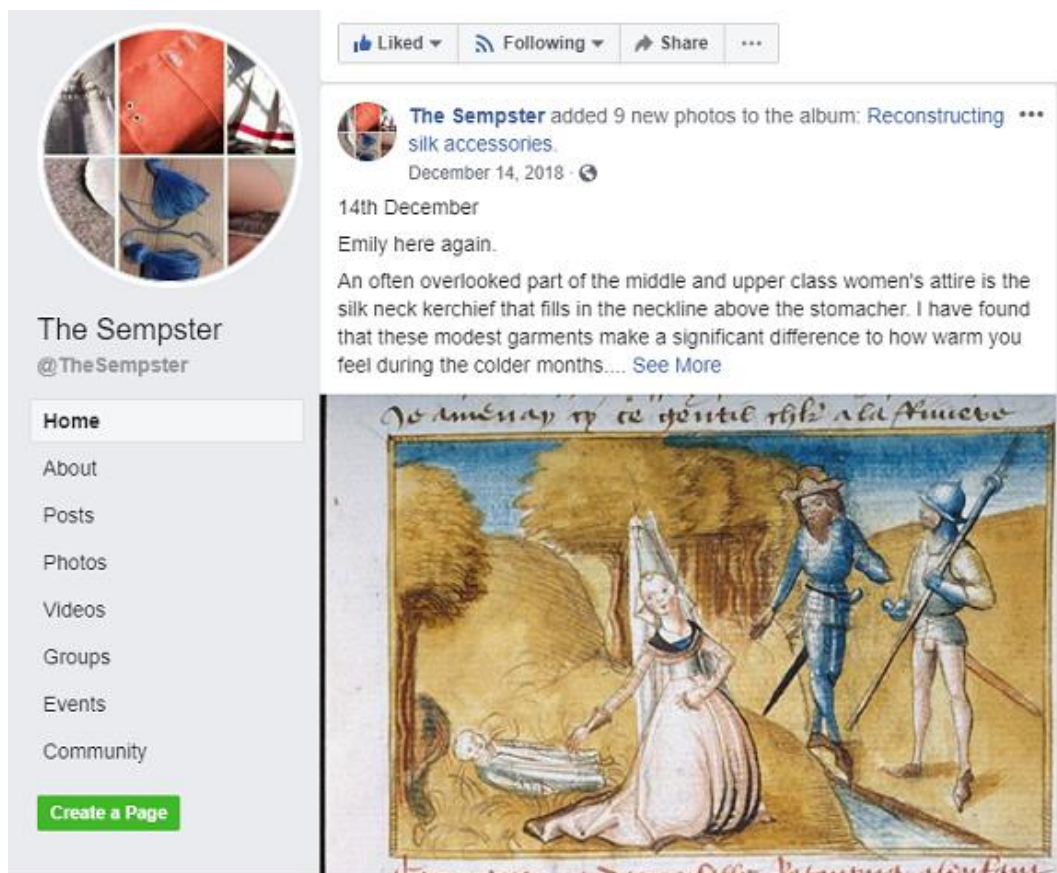 Liked
Following
Share
The Sempster added 9 new photos to the album: Reconstructing
silk accessories.
December 14, 2018 ·
14th December
Emily here again.
An often overlooked part of the middle and upper class women's attire is the
silk neck kerchief that fills in the neckline above the stomacher. I have found
that these modest garments make a significant difference to how warm you
feel during the colder months.... See More
The Sempster
@TheSempster
Home
About
Posts
Photos
Videos
Groups
Events
Community
Create a Page
ce gentil a la